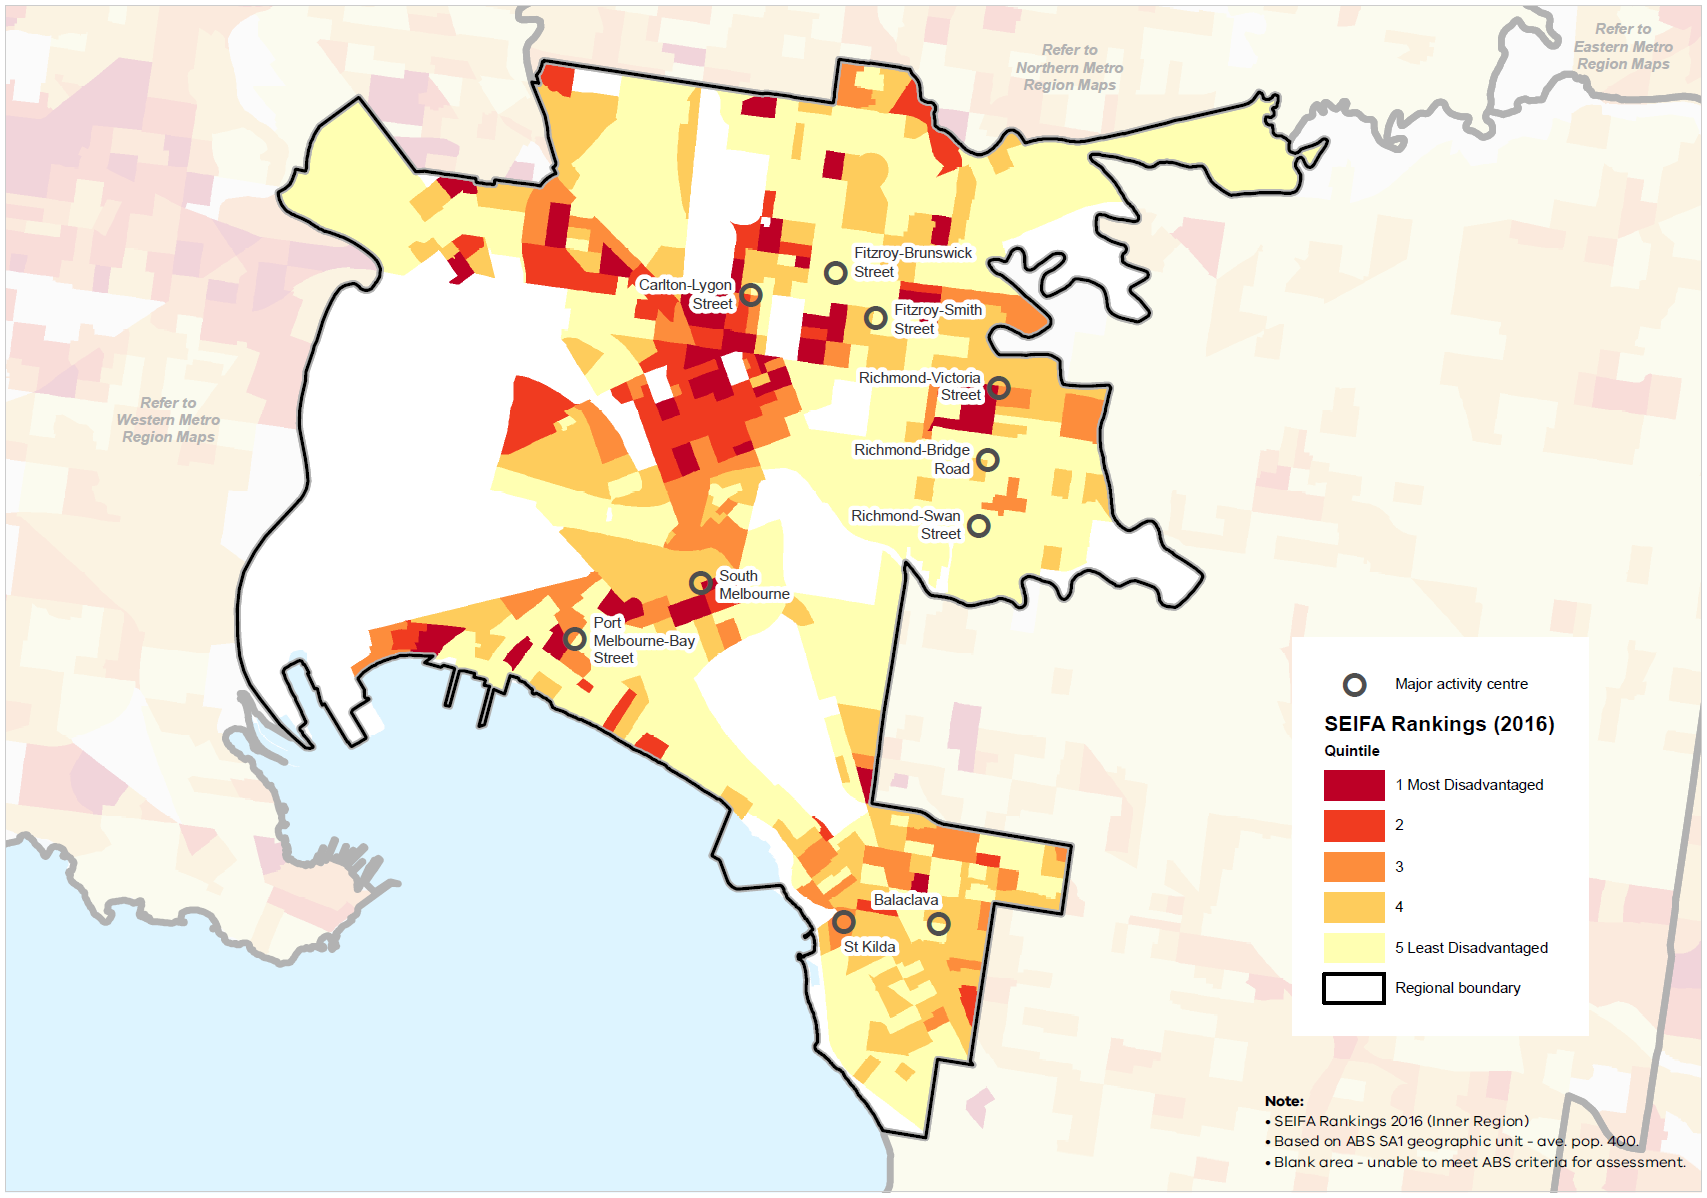 Refer to
Northern Metro
Region Maps
Refer to
Eastern Metro
Region Maps
Refer to
Western Metro
Region Maps
Fitzroy-Brunswick
Street
Carlton-Lygon
Street
Fitzroy-Smith
Street
Richmond-Victoria
Street
Richmond-Bridge
Road
Richmond-Swan
Street
South
Melbourne
Port
Melbourne-Bay
Street
Balaclava
St Kilda
Major activity centre
SEIFA Rankings (2016)
Quintile
1 Most Disadvantaged
2
3
4
5 Least Disadvantaged
Regional boundary
Note:
• SEIFA Rankings 2016 (Inner Region)
• Based on ABS SA1 geographic unit - ave. pop. 400.
• Blank area - unable to meet ABS criteria for assessment.